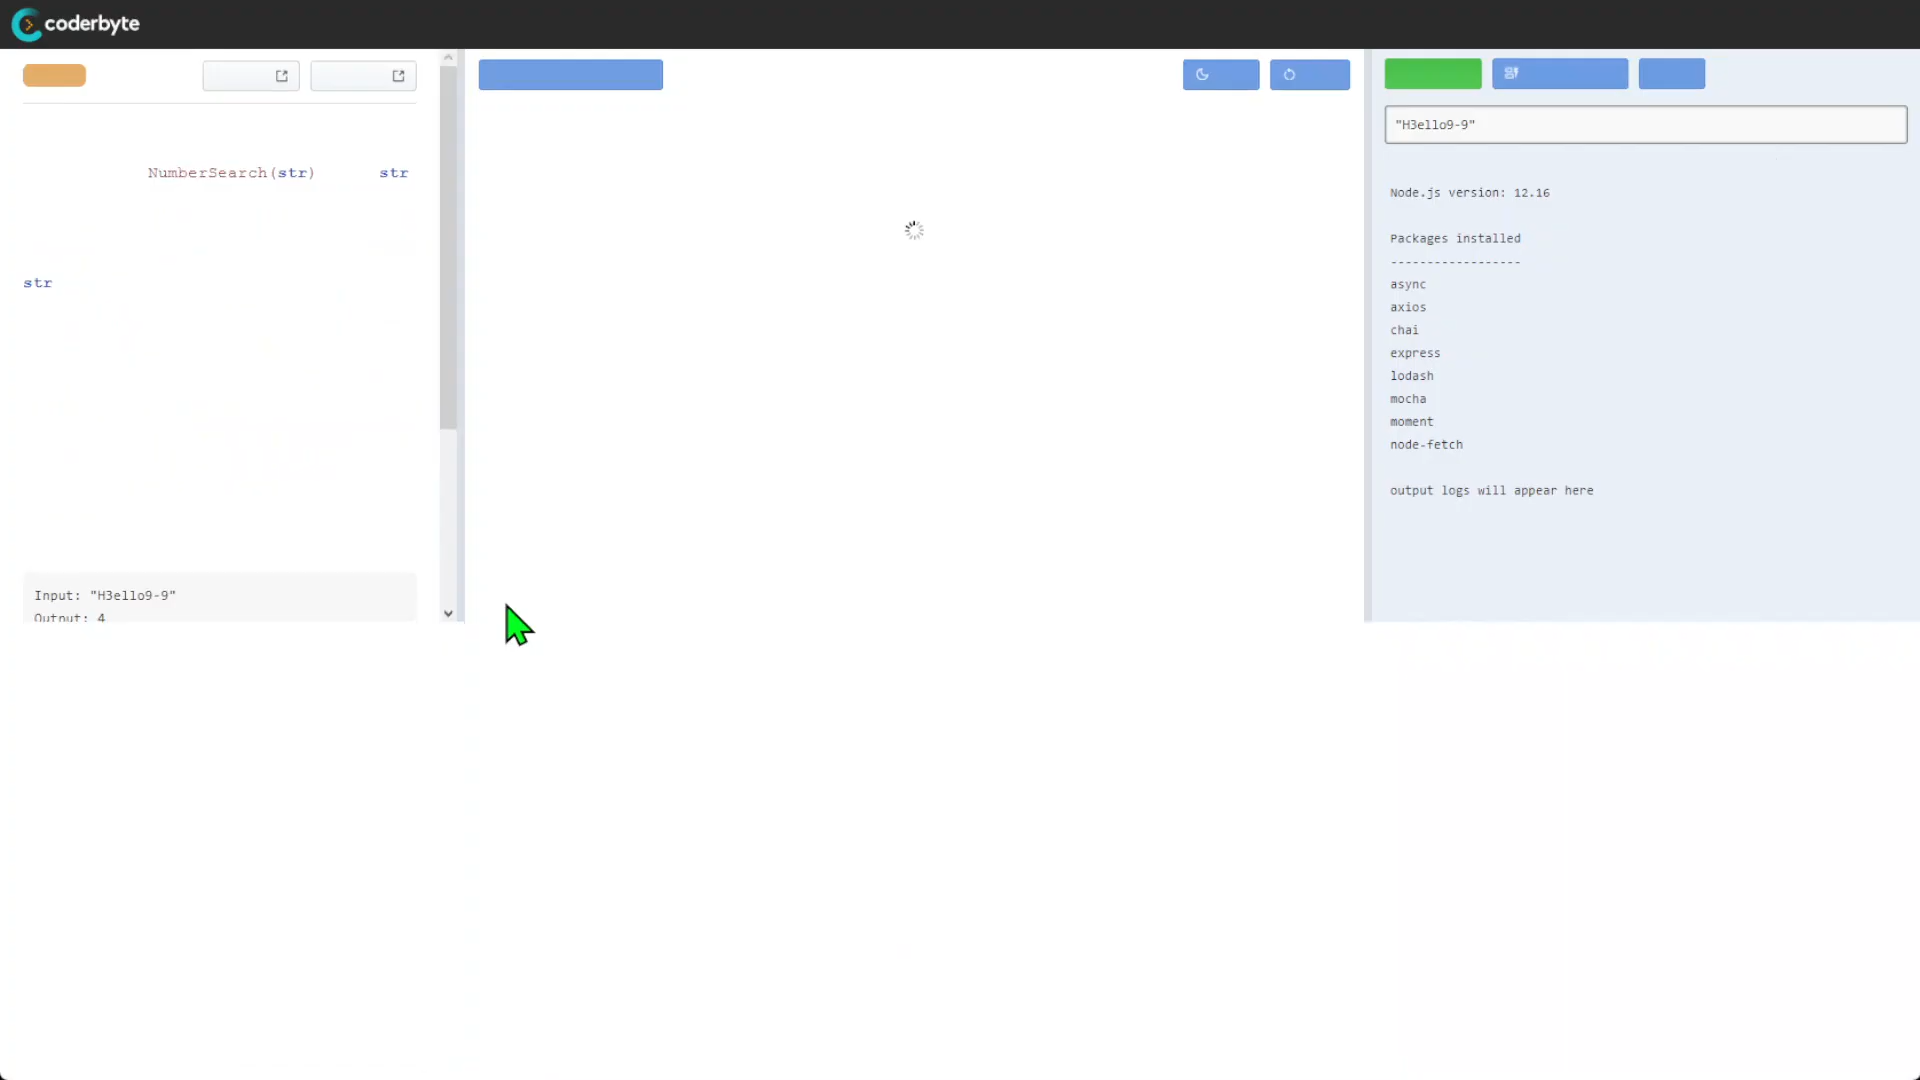 coderbyte
NumberSearch(str) str
str
Input: "H3ello9-9"
Output: 4
"H3ello9-9"
Node.js version: 12.16
Packages installed
------------------
async
axios
chai
express
lodash
mocha
moment
node-fetch
output logs will appear here